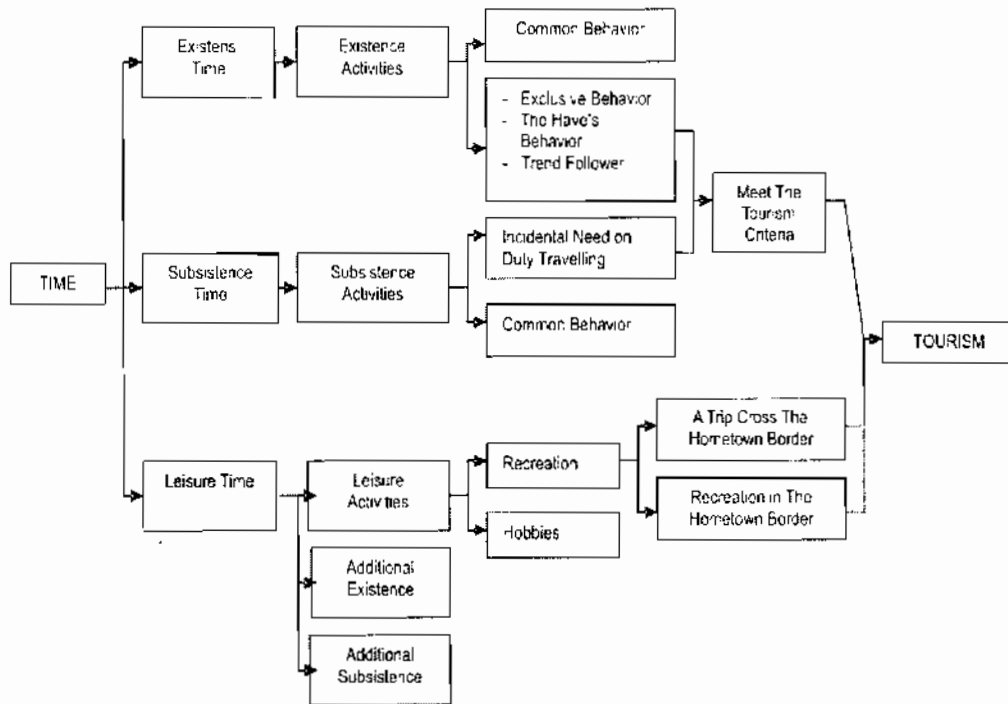 TIME
Existens
Time
Existence
Activities
Common Behavior
- Exclusive Behavior
- The Have's
Behavior
- Trend Follower
Meet The
Tourism
Criteria
Subsistence
Time
Subsistence
Activities
Incidental Need on
Duty Travelling
Common Behavior
TOURISM
Leisure Time
Leisure
Activities
Recreation
A Trip Cross The
Hometown Border
Recreation in The
Hometown Border
Hobbies
Additional
Existence
Additional
Subsistence